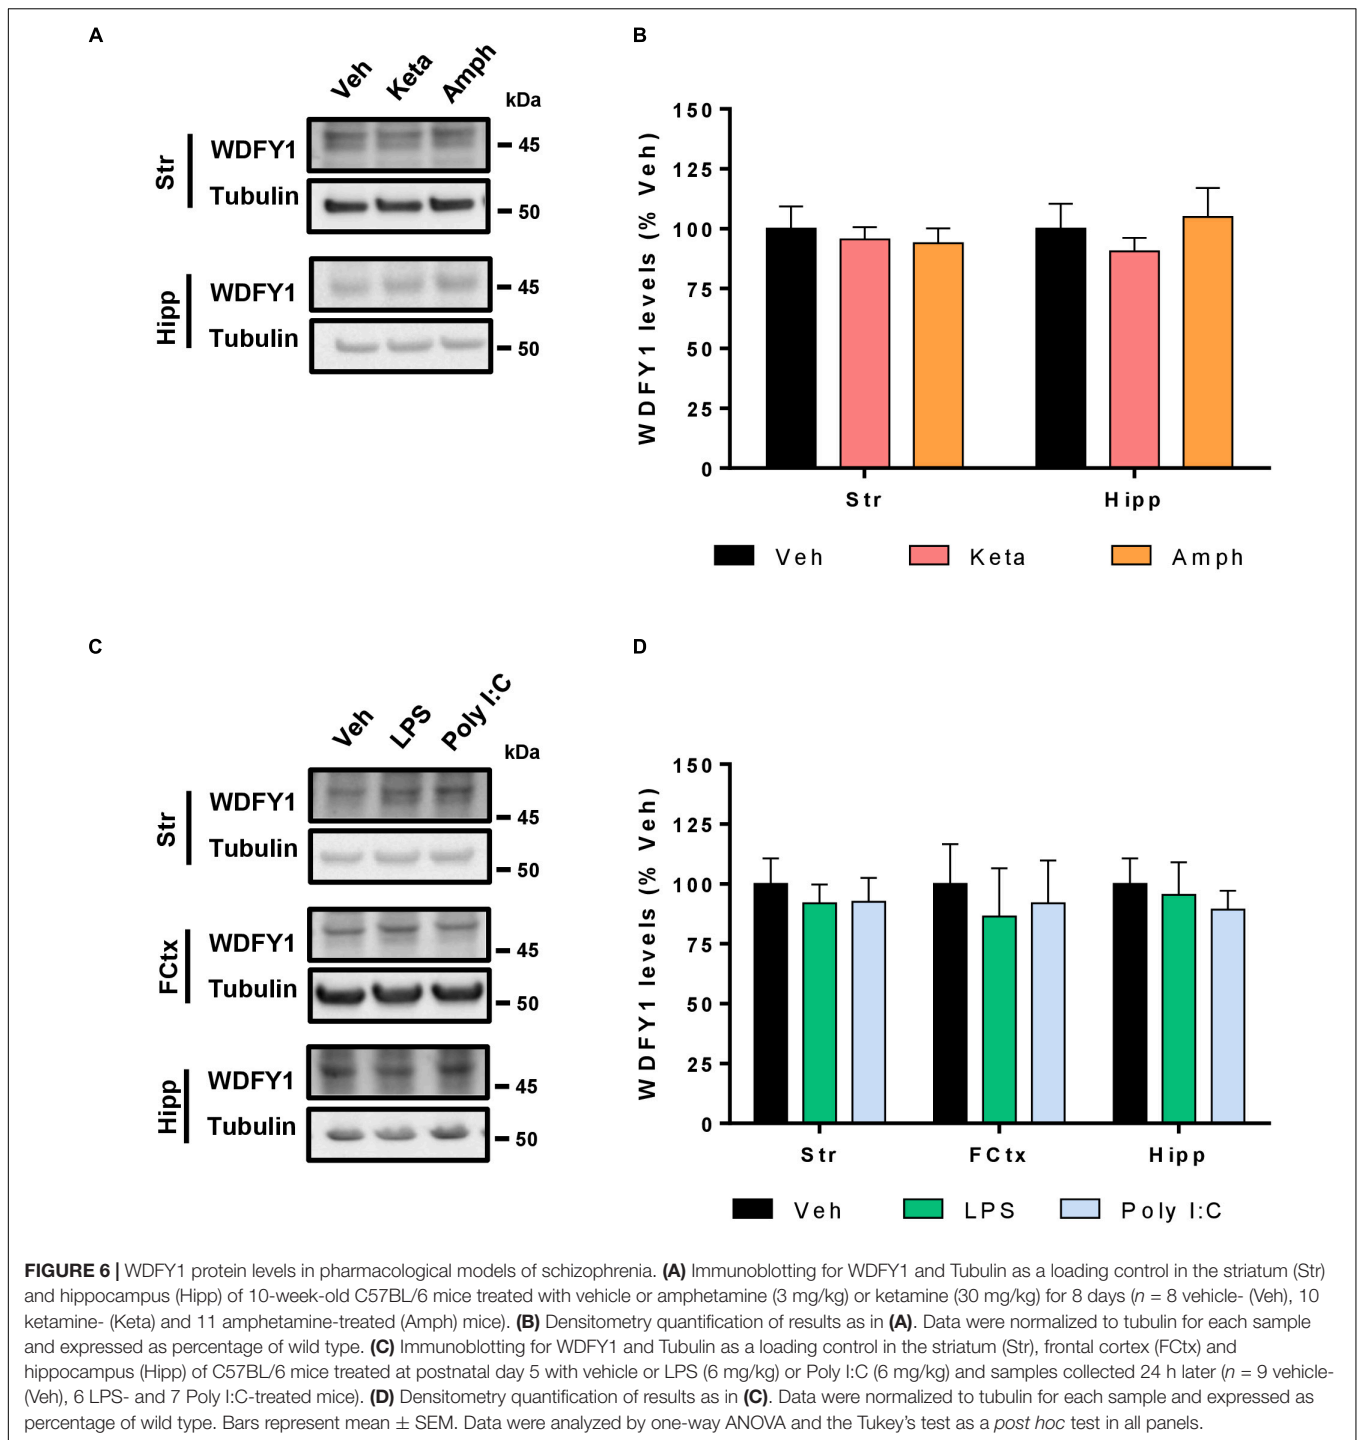 A
Veh Keta Amph
kDa
Str
WDFY1
45
Tubulin
50
Hipp
WDFY1
45
Tubulin
50
B
WDFY1 levels (% Veh)
150
125
100
75
50
25
0
Str Hipp
Veh Keta Amph
C
Veh LPS Poly I:C
kDa
Str
WDFY1
45
Tubulin
50
FCtx
WDFY1
45
Tubulin
50
Hipp
WDFY1
45
Tubulin
50
D
WDFY1 levels (% Veh)
150
125
100
75
50
25
0
Str FCtx Hipp
Veh LPS Poly I:C
FIGURE 6 | WDFY1 protein levels in pharmacological models of schizophrenia. (A) Immunoblotting for WDFY1 and Tubulin as a loading control in the striatum (Str)
and hippocampus (Hipp) of 10-week-old C57BL/6 mice treated with vehicle or amphetamine (3 mg/kg) or ketamine (30 mg/kg) for 8 days (n = 8 vehicle- (Veh), 10
ketamine- (Keta) and 11 amphetamine-treated (Amph) mice). (B) Densitometry quantification of results as in (A). Data were normalized to tubulin for each sample
and expressed as percentage of wild type. (C) Immunoblotting for WDFY1 and Tubulin as a loading control in the striatum (Str), frontal cortex (FCtx) and
hippocampus (Hipp) of C57BL/6 mice treated at postnatal day 5 with vehicle or LPS (6 mg/kg) or Poly I:C (6 mg/kg) and samples collected 24 h later (n = 9 vehicle-
(Veh), 6 LPS- and 7 Poly I:C-treated mice). (D) Densitometry quantification of results as in (C). Data were normalized to tubulin for each sample and expressed as
percentage of wild type. Bars represent mean ± SEM. Data were analyzed by one-way ANOVA and the Tukey's test as a post hoc test in all panels.